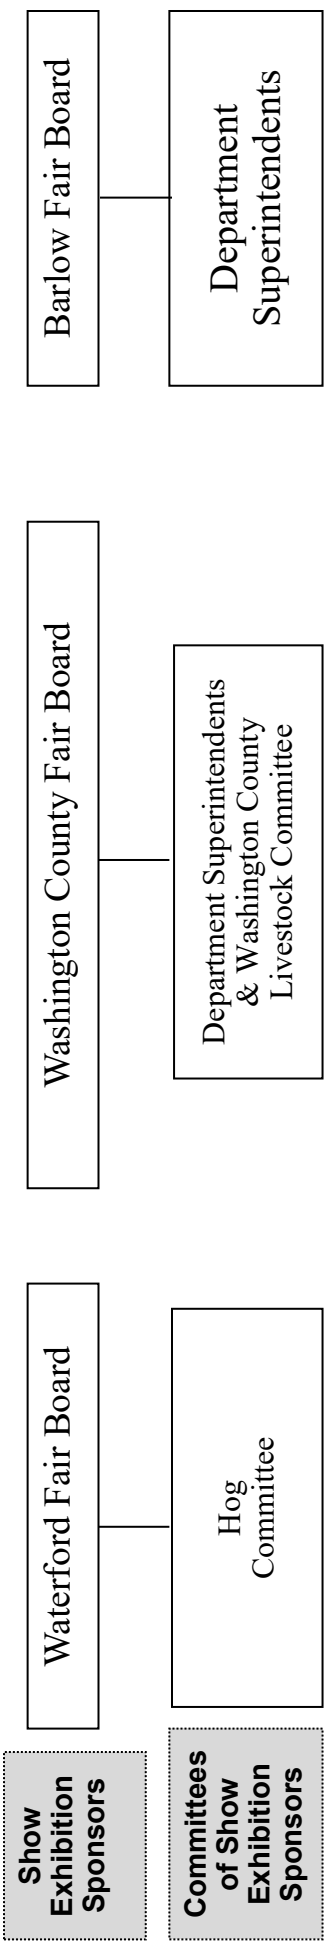 Show
Exhibition
Sponsors
Waterford Fair Board
Washington County Fair Board
Barlow Fair Board
Committees
of Show
Exhibition
Sponsors
Hog
Committee
Department Superintendents
& Washington County
Livestock Committee
Department
Superintendents